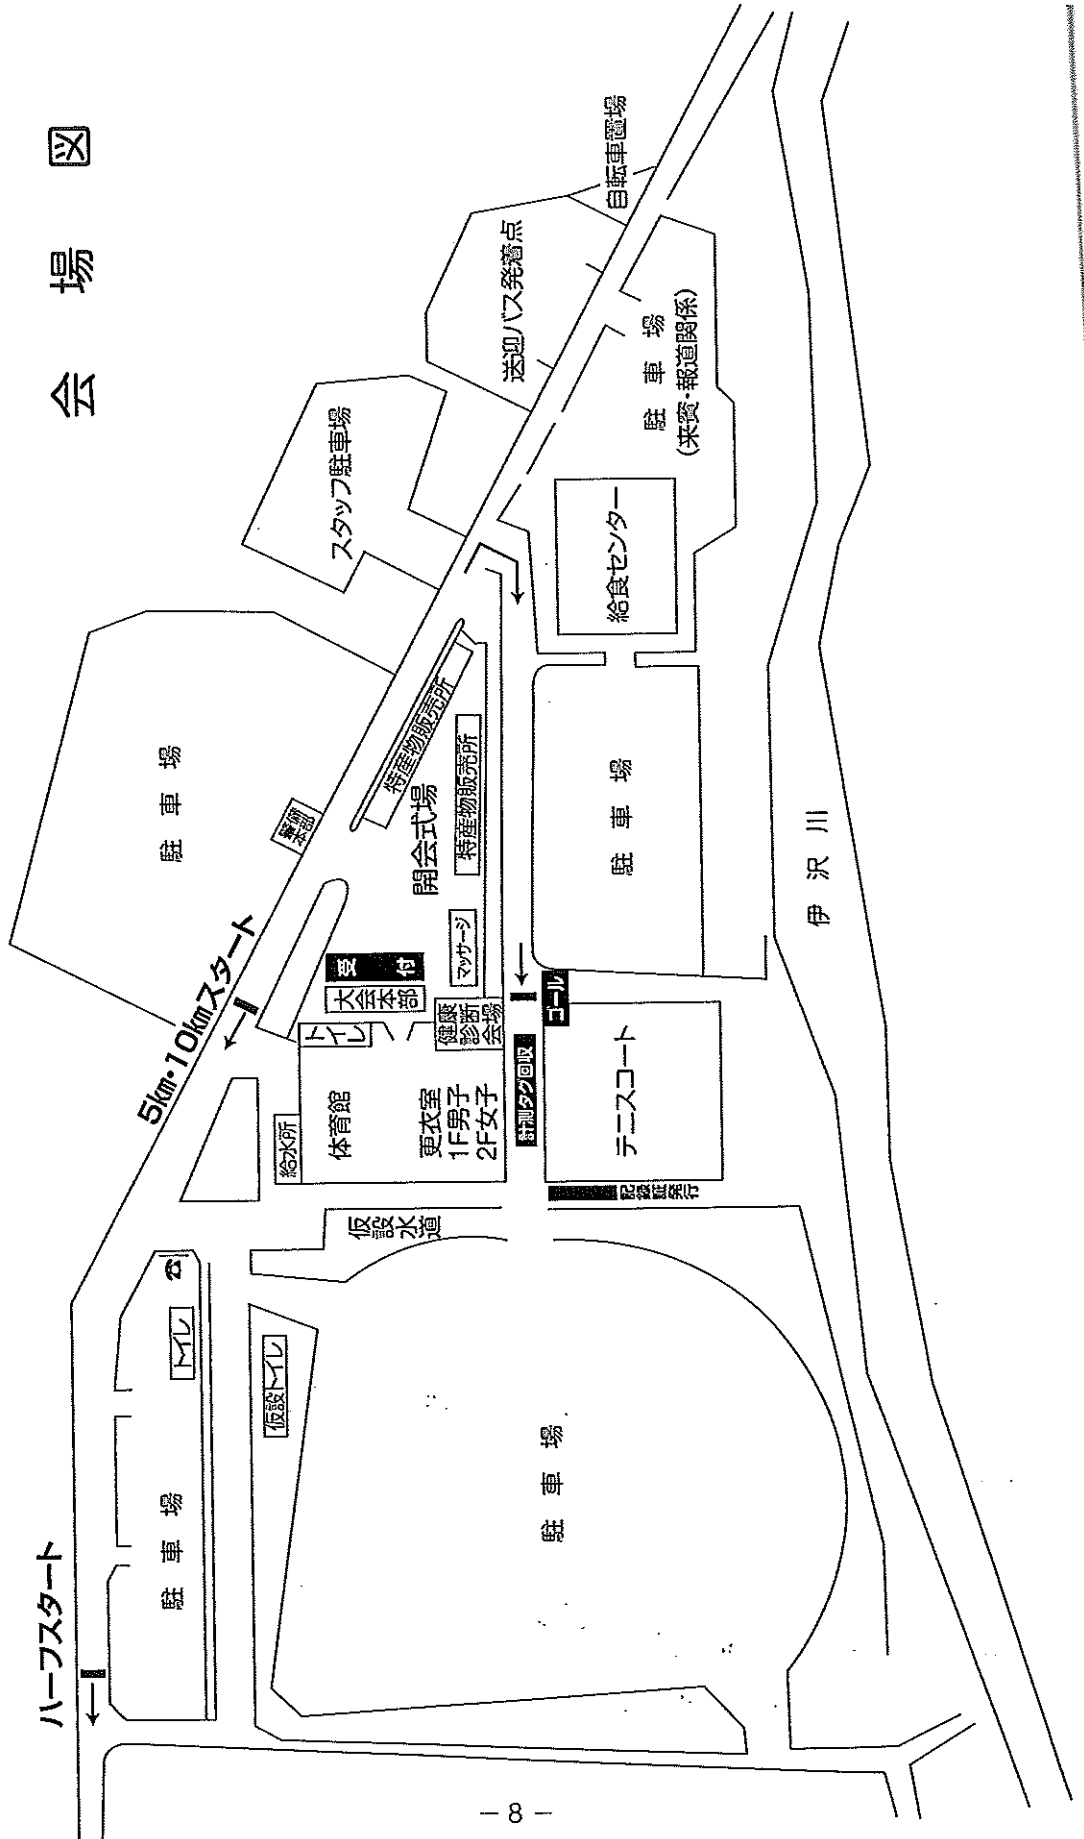 会場図
ハーフスタート
5km・10kmスタート
駐車場
トイレ
仮設トイレ
駐車場
仮設水道
給水所
体育館
更衣室
1F男子
2F女子
トイレ
大会本部
受付
健康
診断
会場
マッサージ
開会式場
特産物販売所
特産物販売所
警備
本部
駐車場
スタッフ駐車場
送迎バス発着点
自転車置場
駐車場
(来賓・報道関係)
給食センター
駐車場
ゴール
計測タグ回収
テニスコート
記録証発行
駐車場
伊沢川
－8－